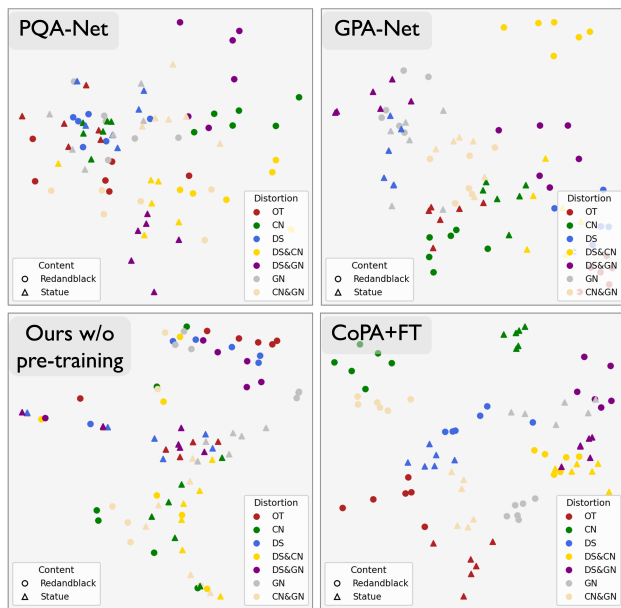 PQA-Net
Distortion
OT
CN
DS
DS&CN
DS&GN
GN
CN&GN
Content
Redandblack
Statue
GPA-Net
Distortion
OT
CN
DS
DS&CN
DS&GN
GN
CN&GN
Content
Redandblack
Statue
Ours w/o
pre-training
Distortion
OT
CN
DS
DS&CN
DS&GN
GN
CN&GN
Content
Redandblack
Statue
CoPA+FT
Distortion
OT
CN
DS
DS&CN
DS&GN
GN
CN&GN
Content
Redandblack
Statue